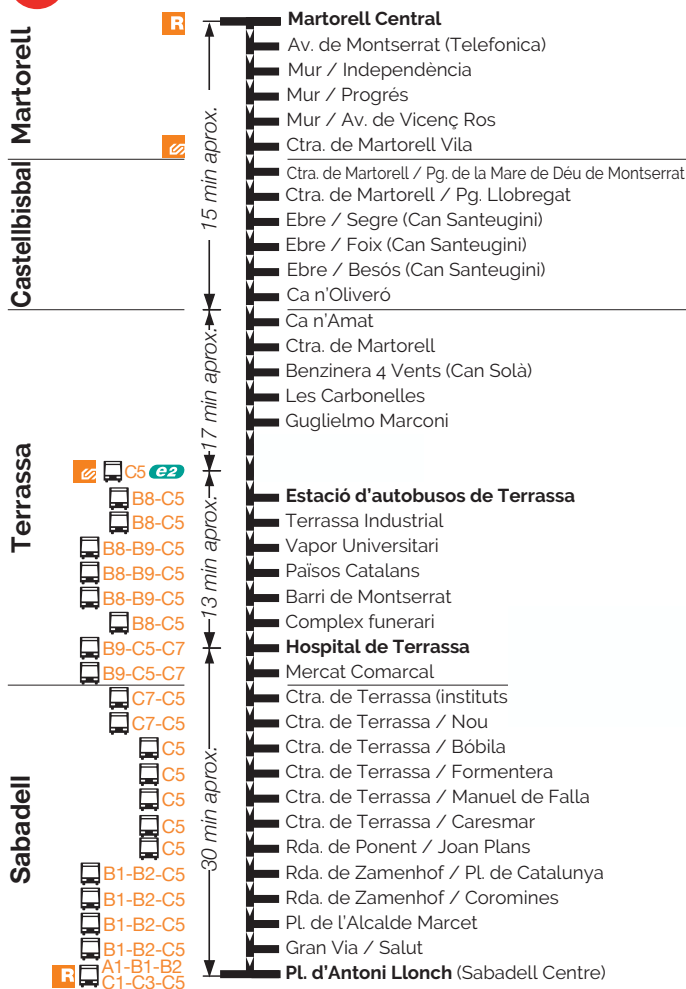 Martorell
Castellbisbal
Terrassa
Sabadell
15 min aprox.
17 min aprox.
13 min aprox.
30 min aprox.
R Martorell Central
Av. de Montserrat (Telefonica)
Mur / Independència
Mur / Progrés
Mur / Av. de Vicenç Ros
Ctra. de Martorell Vila
Ctra. de Martorell / Pg. de la Mare de Déu de Montserrat
Ctra. de Martorell / Pg. Llobregat
Ebre / Segre (Can Santeugini)
Ebre / Foix (Can Santeugini)
Ebre / Besós (Can Santeugini)
Ca n'Oliveró
Ca n'Amat
Ctra. de Martorell
Benzinera 4 Vents (Can Solà)
Les Carbonelles
Guglielmo Marconi
C5 e2
B8-C5 Estació d'autobusos de Terrassa
B8-C5 Terrassa Industrial
B8-B9-C5 Vapor Universitari
B8-B9-C5 Països Catalans
B8-B9-C5 Barri de Montserrat
B8-C5 Complex funerari
B9-C5-C7 Hospital de Terrassa
B9-C5-C7 Mercat Comarcal
C7-C5 Ctra. de Terrassa (instituts
C7-C5 Ctra. de Terrassa / Nou
C5 Ctra. de Terrassa / Bóbila
C5 Ctra. de Terrassa / Formentera
C5 Ctra. de Terrassa / Manuel de Falla
C5 Ctra. de Terrassa / Caresmar
C5 Rda. de Ponent / Joan Plans
B1-B2-C5 Rda. de Zamenhof / Pl. de Catalunya
B1-B2-C5 Rda. de Zamenhof / Coromines
B1-B2-C5 Pl. de l'Alcalde Marcet
B1-B2-C5 Gran Via / Salut
R A1-B1-B2
C1-C3-C5 Pl. d'Antoni Llonch (Sabadell Centre)